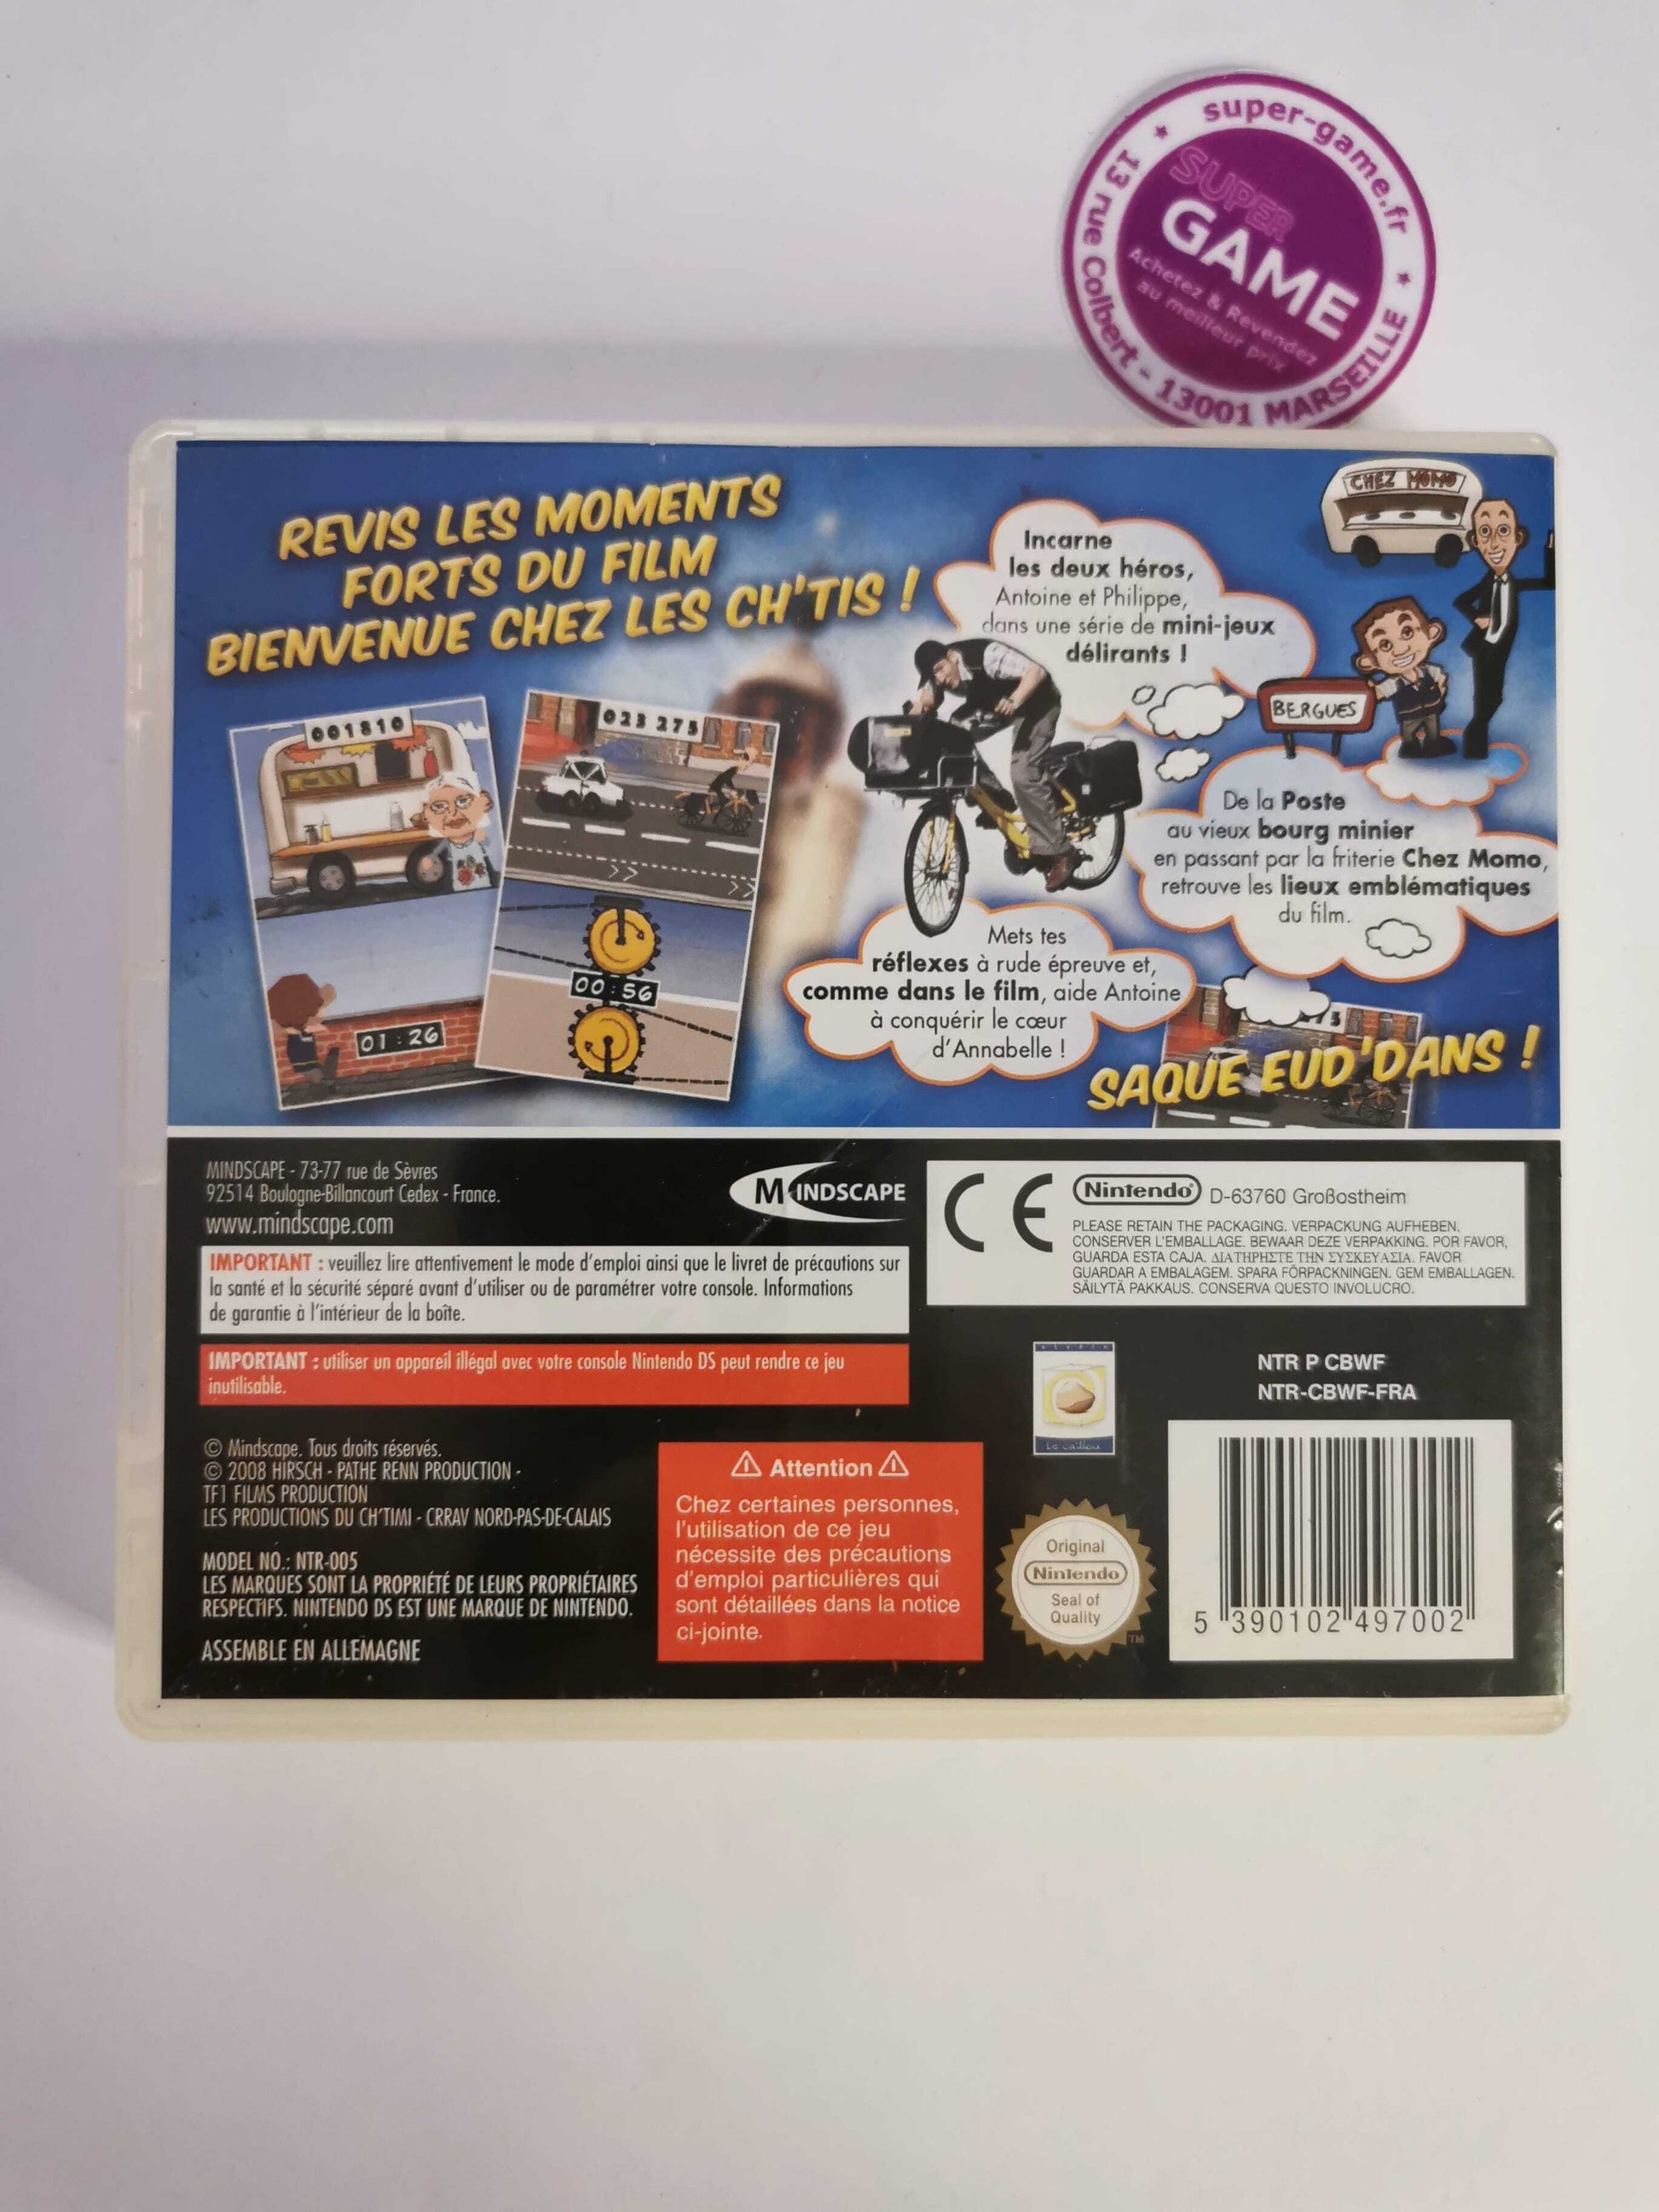 super-game.fr
SUPER
GAME
Achetez & Revendez
au meilleur prix
13 rue Colbert - 13001 MARSEILLE
REVIS LES MOMENTS
FORTS DU FILM
BIENVENUE CHEZ LES CH'TIS !
Incarne
les deux héros,
Antoine et Philippe,
dans une série de mini-jeux
délirants !
CHEZ MOMO
BERGUES
001810
01:26
023 275
00:56
De la Poste
au vieux bourg minier
en passant par la friterie Chez Momo,
retrouve les lieux emblématiques
du film.
Mets tes
réflexes à rude épreuve et,
comme dans le film, aide Antoine
à conquérir le cœur
d'Annabelle !
SAQUE EUD'DANS !
MINDSCAPE - 73-77 rue de Sèvres
92514 Boulogne-Billancourt Cedex - France.
www.mindscape.com
MINDSCAPE
IMPORTANT : veuillez lire attentivement le mode d'emploi ainsi que le livret de précautions sur
la santé et la sécurité séparé avant d'utiliser ou de paramétrer votre console. Informations
de garantie à l'intérieur de la boîte.
IMPORTANT : utiliser un appareil illégal avec votre console Nintendo DS peut rendre ce jeu
inutilisable.
© Mindscape. Tous droits réservés.
© 2008 HIRSCH - PATHE RENN PRODUCTION -
TF1 FILMS PRODUCTION
LES PRODUCTIONS DU CH'TIMI - CRRAV NORD-PAS-DE-CALAIS
MODEL NO.: NTR-005
LES MARQUES SONT LA PROPRIÉTÉ DE LEURS PROPRIÉTAIRES
RESPECTIFS. NINTENDO DS EST UNE MARQUE DE NINTENDO.
ASSEMBLE EN ALLEMAGNE
Attention
Chez certaines personnes,
l'utilisation de ce jeu
nécessite des précautions
d'emploi particulières qui
sont détaillées dans la notice
ci-jointe.
CE
Nintendo D-63760 Großostheim
PLEASE RETAIN THE PACKAGING. VERPACKUNG AUFHEBEN.
CONSERVER L'EMBALLAGE. BEWAAR DEZE VERPAKKING. POR FAVOR,
GUARDA ESTA CAJA. ΔΙΑΤΗΡΗΣΤΕ ΤΗΝ ΣΥΣΚΕΥΑΣΙΑ. FAVOR
GUARDAR A EMBALAGEM. SPARA FÖRPACKNINGEN. GEM EMBALLAGEN.
SÄILYTÄ PAKKAUS. CONSERVA QUESTO INVOLUCRO.
studio
Le caillou
NTR P CBWF
NTR-CBWF-FRA
Original
Nintendo
Seal of
Quality
TM
5 390102 497002